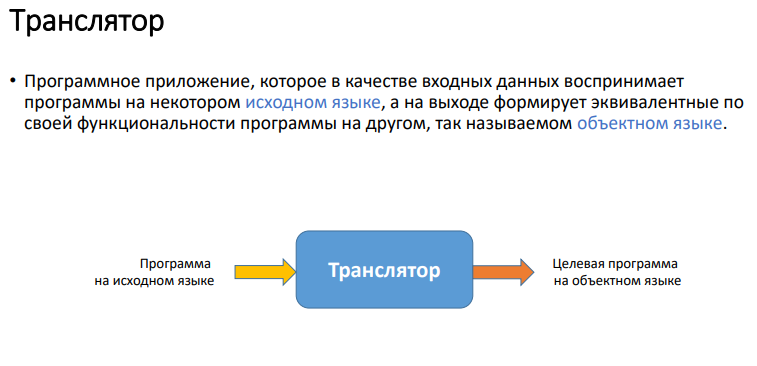 Транслятор
• Программное приложение, которое в качестве входных данных воспринимает
программы на некотором исходном языке, а на выходе формирует эквивалентные по
своей функциональности программы на другом, так называемом объектном языке.
Программа
на исходном языке
Транслятор
Целевая программа
на объектном языке